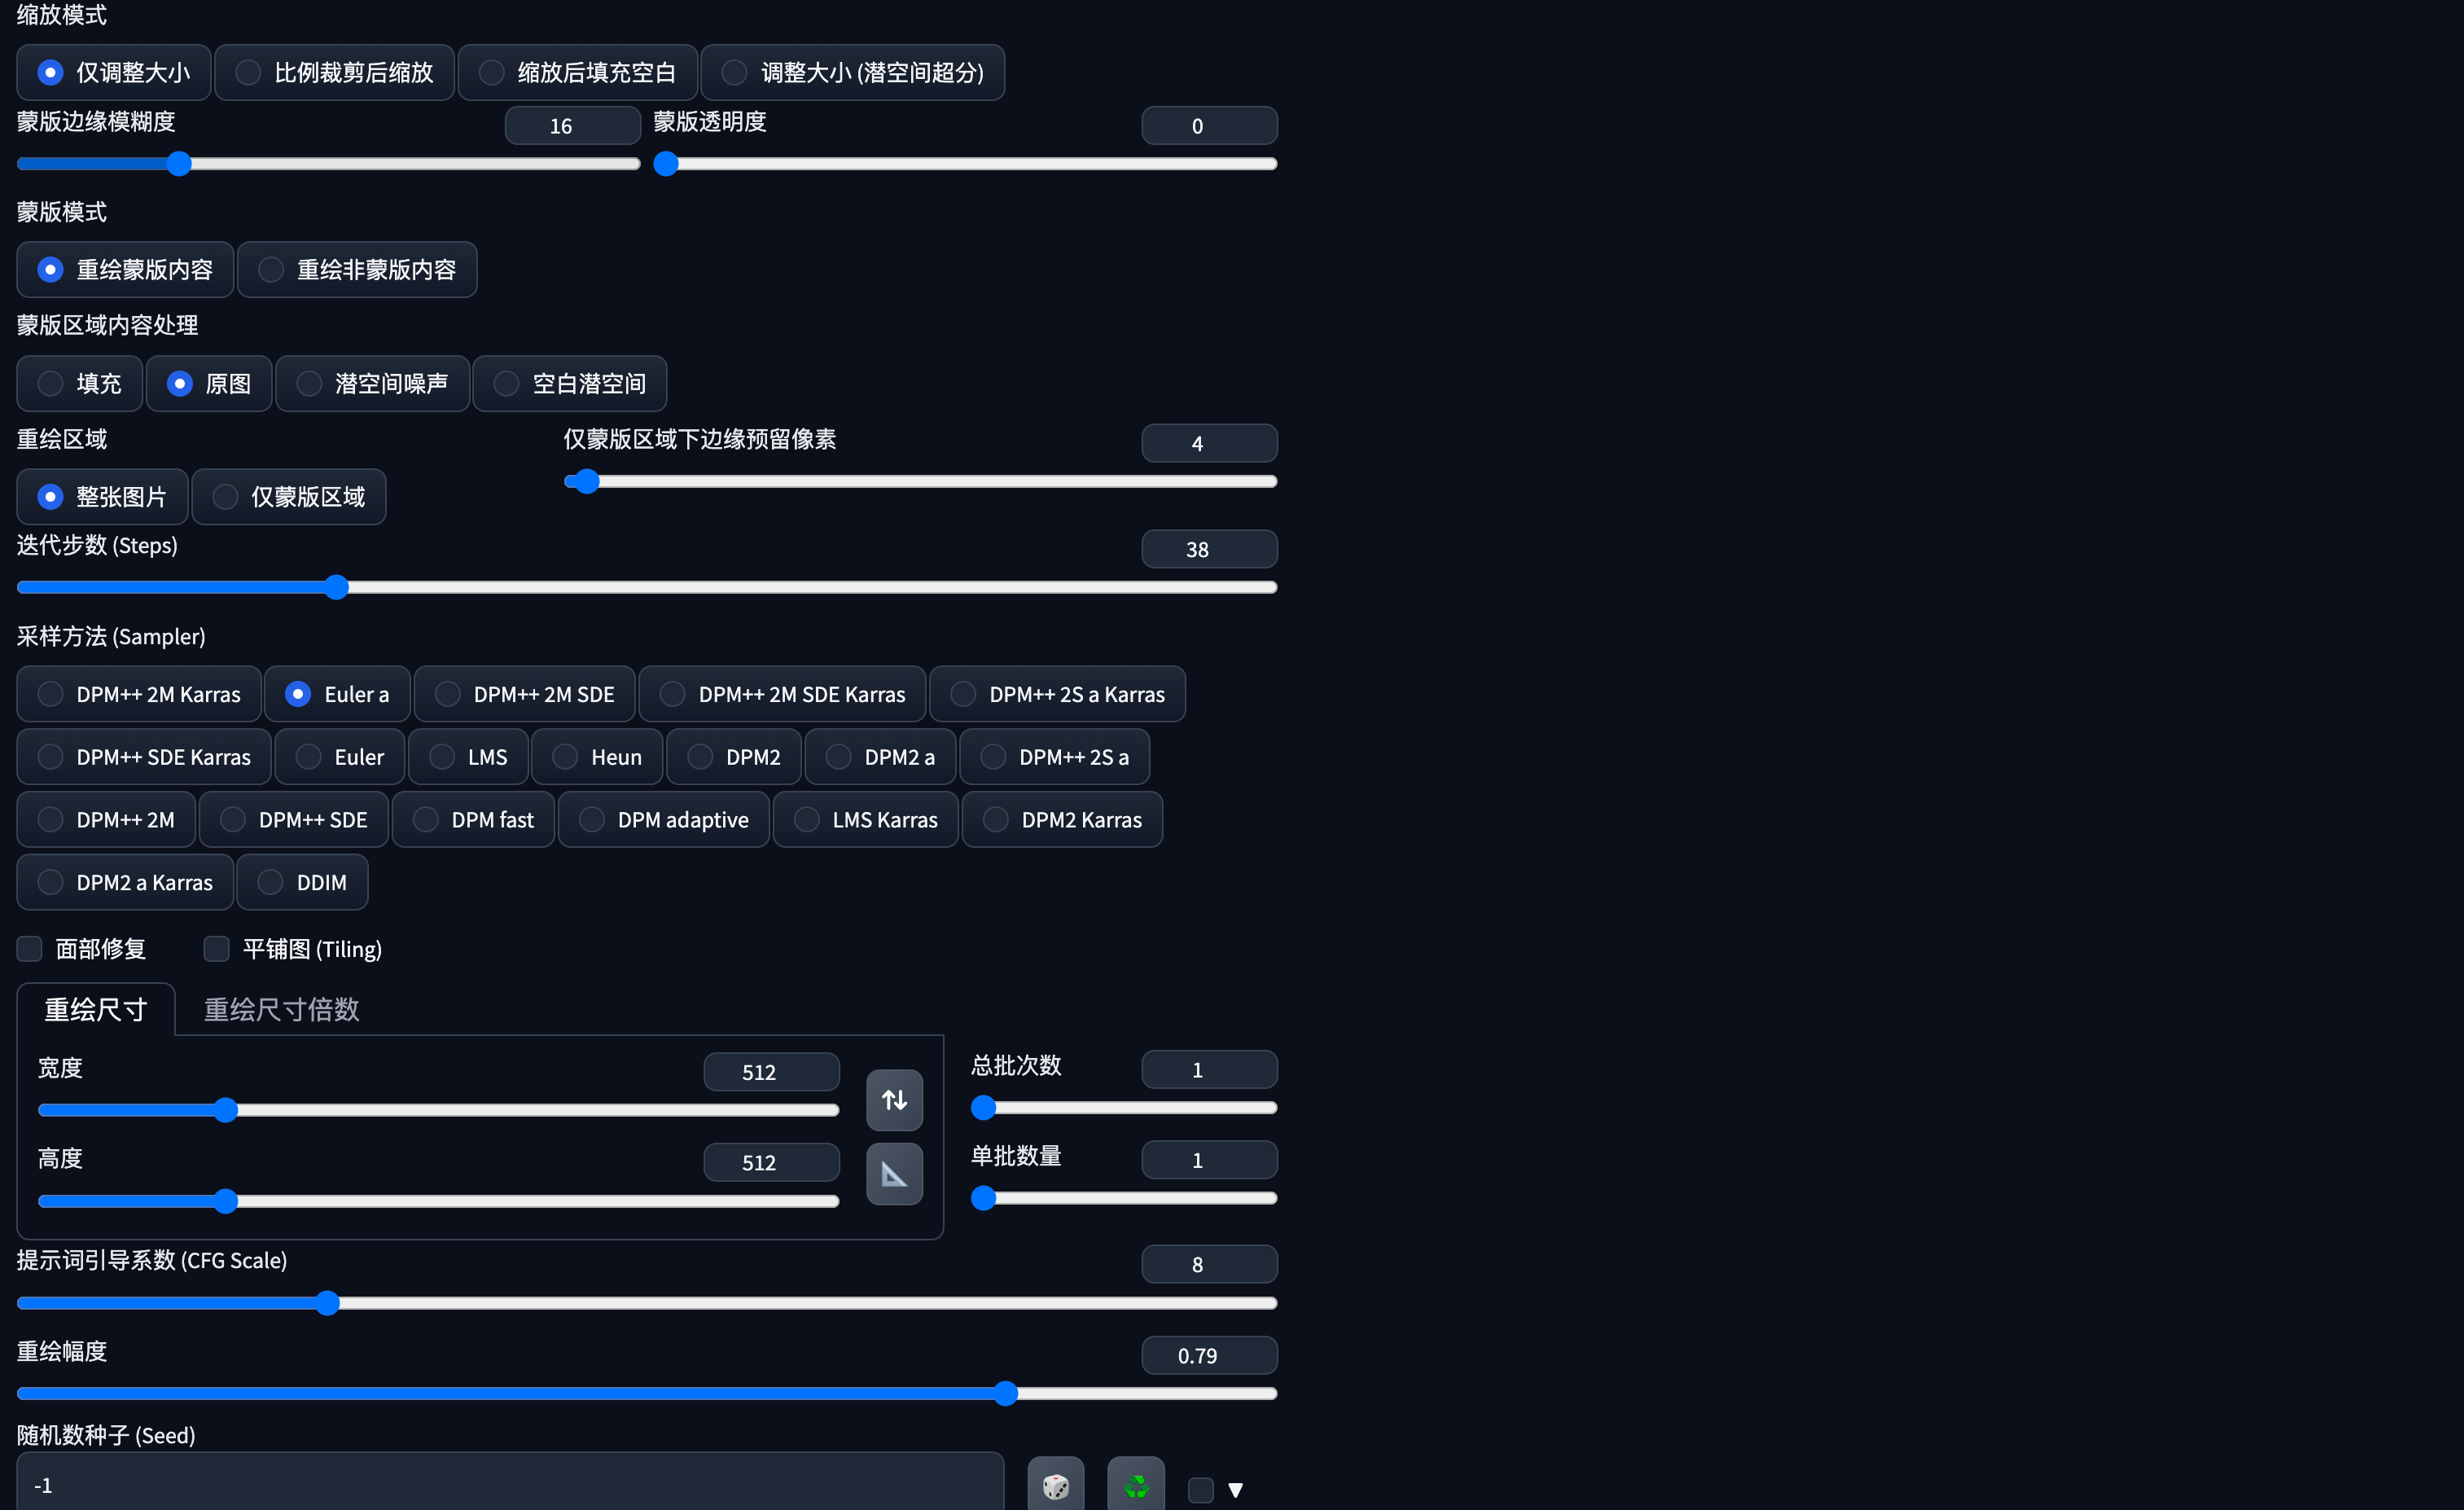 缩放模式
仅调整大小 比例裁剪后缩放 缩放后填充空白 调整大小 (潜空间超分)
蒙版边缘模糊度 16 蒙版透明度 0
蒙版模式
重绘蒙版内容 重绘非蒙版内容
蒙版区域内容处理
填充 原图 潜空间噪声 空白潜空间
重绘区域 仅蒙版区域下边缘预留像素 4
整张图片 仅蒙版区域
迭代步数 (Steps) 38
采样方法 (Sampler)
DPM++ 2M Karras Euler a DPM++ 2M SDE DPM++ 2M SDE Karras DPM++ 2S a Karras
DPM++ SDE Karras Euler LMS Heun DPM2 DPM2 a DPM++ 2S a
DPM++ 2M DPM++ SDE DPM fast DPM adaptive LMS Karras DPM2 Karras
DPM2 a Karras DDIM
面部修复 平铺图 (Tiling)
重绘尺寸 重绘尺寸倍数
宽度 512 总批次数 1
高度 512 单批数量 1
提示词引导系数 (CFG Scale) 8
重绘幅度 0.79
随机数种子 (Seed)
-1